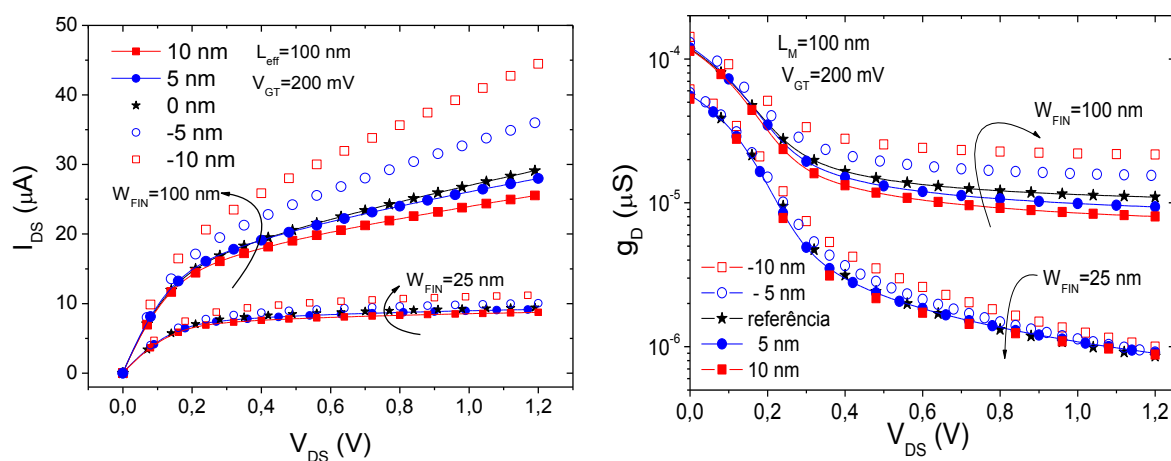 50
40
30
20
10
0
I_DS (μA)
10 nm
5 nm
0 nm
-5 nm
-10 nm
L_eff=100 nm
V_GT=200 mV
W_FIN=100 nm
W_FIN=25 nm
0,0 0,2 0,4 0,6 0,8 1,0 1,2
V_DS (V)
10⁻⁴
10⁻⁵
10⁻⁶
g_D (μS)
L_M=100 nm
V_GT=200 mV
W_FIN=100 nm
W_FIN=25 nm
-10 nm
- 5 nm
referência
5 nm
10 nm
0,0 0,2 0,4 0,6 0,8 1,0 1,2
V_DS (V)